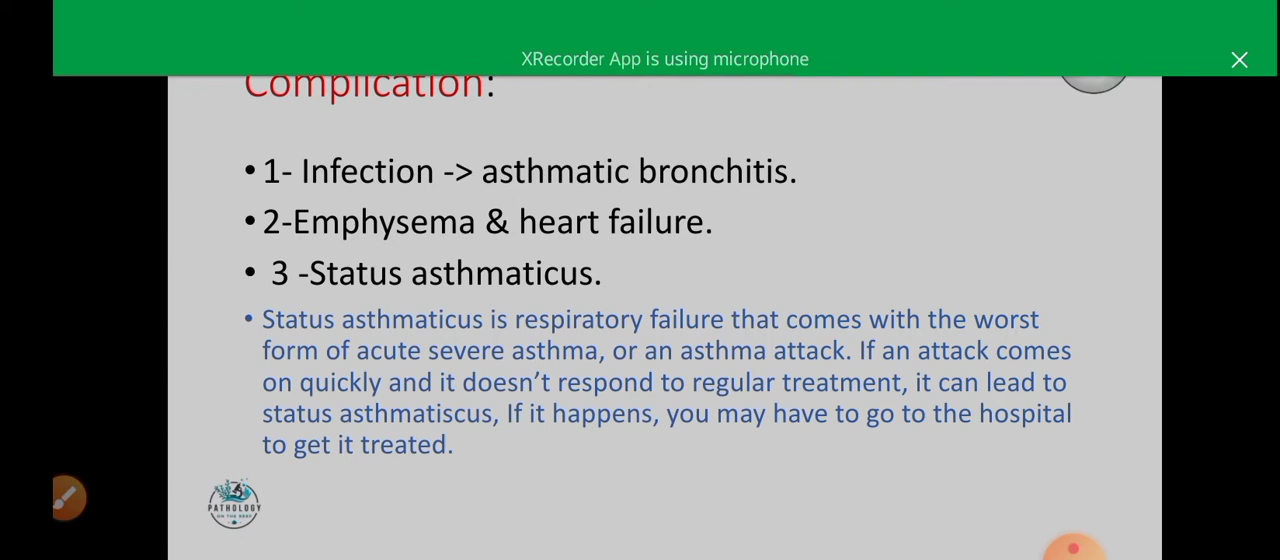 XRecorder App is using microphone
Complication:
• 1- Infection -> asthmatic bronchitis.
• 2-Emphysema & heart failure.
• 3 -Status asthmaticus.
• Status asthmaticus is respiratory failure that comes with the worst
form of acute severe asthma, or an asthma attack. If an attack comes
on quickly and it doesn’t respond to regular treatment, it can lead to
status asthmatiscus, If it happens, you may have to go to the hospital
to get it treated.
PATHOLOGY
ON THE DEEP